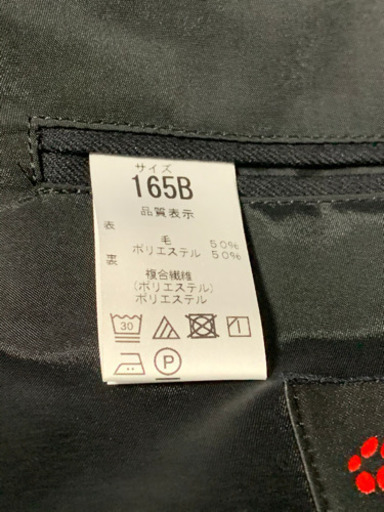 サイズ
165B
品質表示
表
毛 50%
ポリエステル 50%
裏
複合繊維
(ポリエステル)
ポリエステル
30
P